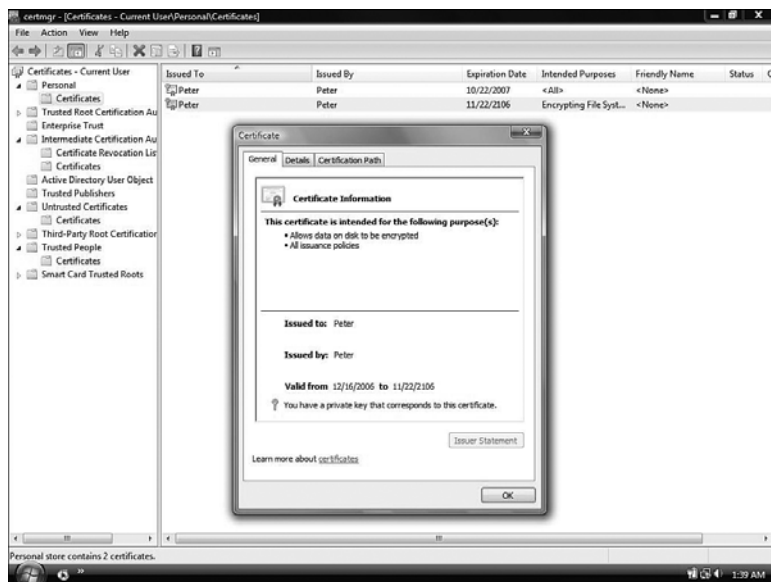 certmgr - [Certificates - Current User\Personal\Certificates]
File Action View Help
Certificates - Current User
Personal
Certificates
Trusted Root Certification Au
Enterprise Trust
Intermediate Certification Au
Certificate Revocation Lis
Certificates
Active Directory User Object
Trusted Publishers
Untrusted Certificates
Certificates
Third-Party Root Certification
Trusted People
Certificates
Smart Card Trusted Roots
Issued To Issued By Expiration Date Intended Purposes Friendly Name Status C
Peter Peter 10/22/2007 <All> <None>
Peter Peter 11/22/2106 Encrypting File Syst... <None>
Certificate
General Details Certification Path
Certificate Information
This certificate is intended for the following purpose(s):
• Allows data on disk to be encrypted
• All issuance policies
Issued to: Peter
Issued by: Peter
Valid from 12/16/2006 to 11/22/2106
You have a private key that corresponds to this certificate.
Issuer Statement
Learn more about certificates
OK
Personal store contains 2 certificates.
1:39 AM